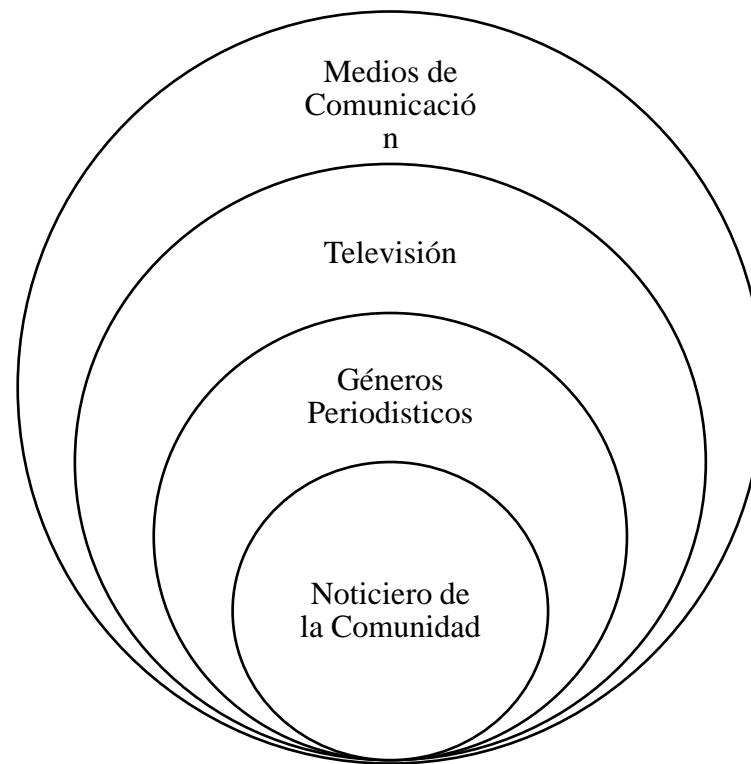 Medios de
Comunicació
n
Televisión
Géneros
Periodisticos
Noticiero de
la Comunidad